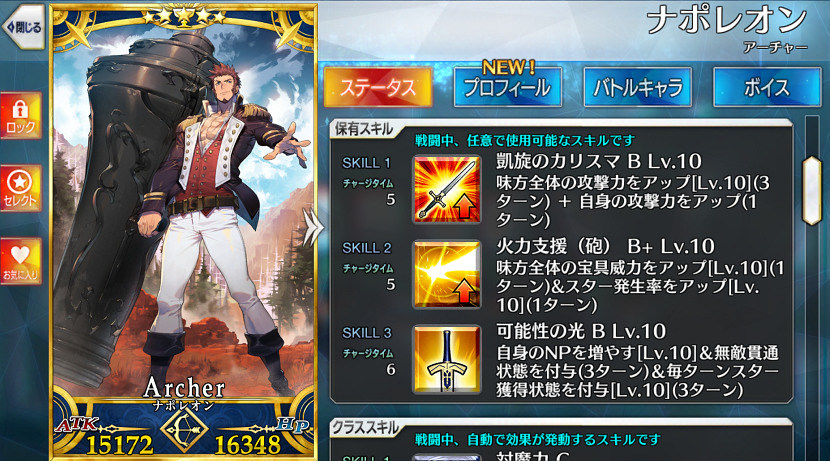 閉じる
ナポレオン
アーチャー
ロック
セレクト
お気に入り
Archer
ナポレオン
ATK
15172
16348
HP
ステータス
NEW!
プロフィール
バトルキャラ
ボイス
保有スキル
戦闘中、任意で使用可能なスキルです
SKILL 1
チャージタイム
5
凱旋のカリスマ B Lv.10
味方全体の攻撃力をアップ[Lv.10](3
ターン) + 自身の攻撃力をアップ(1
ターン)
SKILL 2
チャージタイム
5
火力支援（砲） B+ Lv.10
味方全体の宝具威力をアップ[Lv.10](1
ターン)&スター発生率をアップ[Lv.
10](1ターン)
SKILL 3
チャージタイム
6
可能性の光 B Lv.10
自身のNPを増やす[Lv.10]&無敵貫通
状態を付与(3ターン)&毎ターンスター
獲得状態を付与[Lv.10](3ターン)
クラススキル
戦闘中、自動で効果が発動するスキルです
SKILL 1
対魔力 C